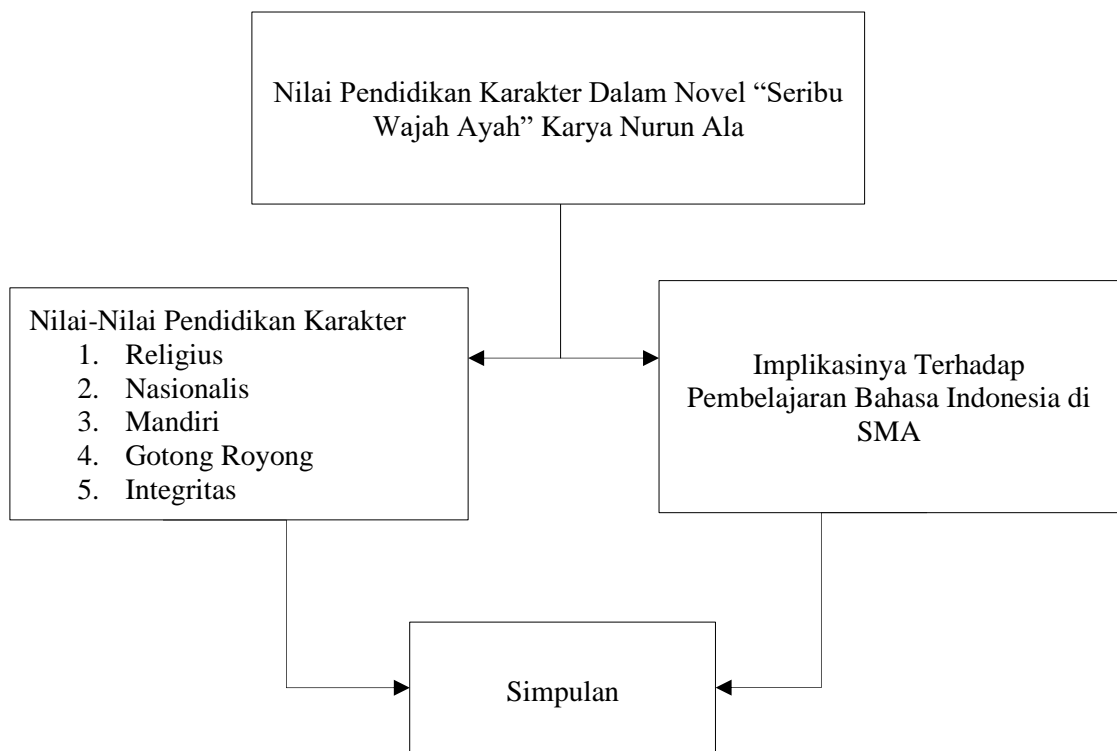 Nilai Pendidikan Karakter Dalam Novel “Seribu
Wajah Ayah” Karya Nurun Ala
Nilai-Nilai Pendidikan Karakter
1. Religius
2. Nasionalis
3. Mandiri
4. Gotong Royong
5. Integritas
Implikasinya Terhadap
Pembelajaran Bahasa Indonesia di
SMA
Simpulan